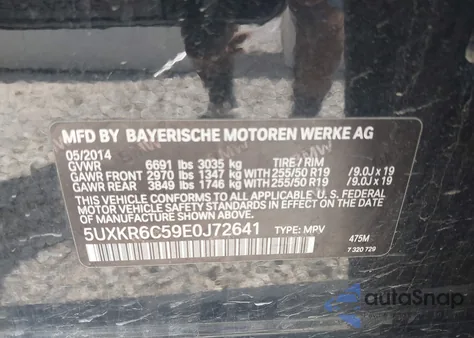 MFD BY BAYERISCHE MOTOREN WERKE AG
05/2014
GVWR 6691 lbs 3035 kg TIRE / RIM
GAWR FRONT 2970 lbs 1347 kg WITH 255/50 R19 /9.0J x 19
GAWR REAR 3849 lbs 1746 kg WITH 255/50 R19 /9.0J x 19
THIS VEHICLE CONFORMS TO ALL APPLICABLE U.S. FEDERAL
MOTOR VEHICLE SAFETY STANDARDS IN EFFECT ON THE DATE
OF MANUFACTURE SHOWN ABOVE.
5UXKR6C59E0J72641 TYPE: MPV 475M
7 320 729
autoSnap